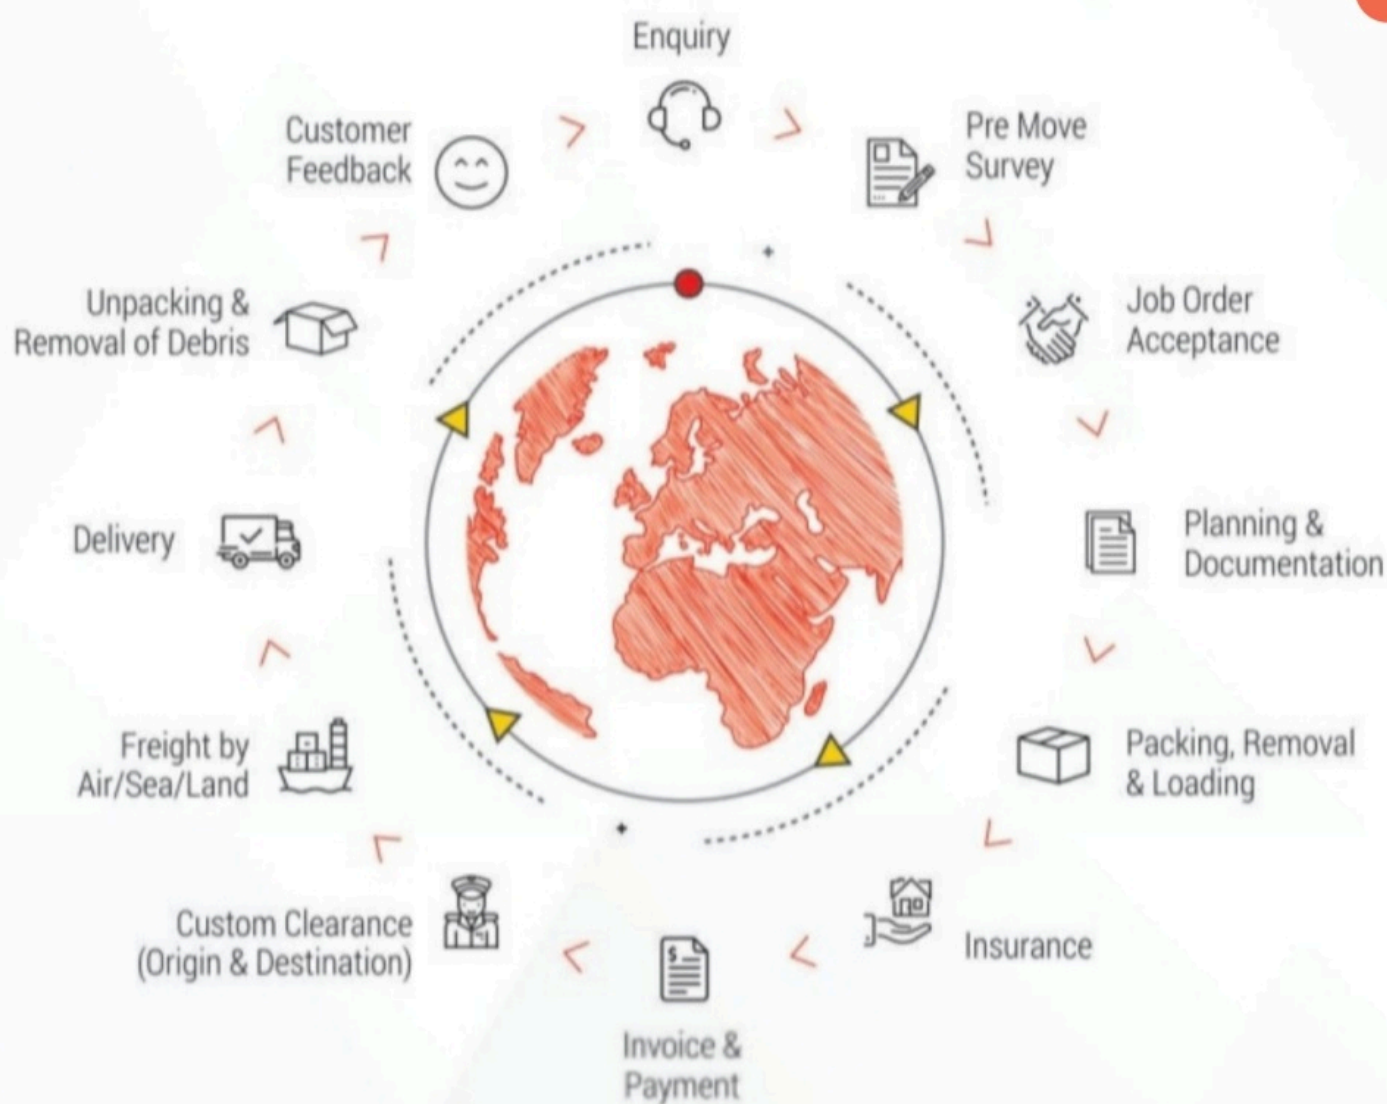 Enquiry
Pre Move
Survey
Job Order
Acceptance
Planning &
Documentation
Packing, Removal
& Loading
Insurance
Invoice &
Payment
Custom Clearance
(Origin & Destination)
Freight by
Air/Sea/Land
Delivery
Unpacking &
Removal of Debris
Customer
Feedback